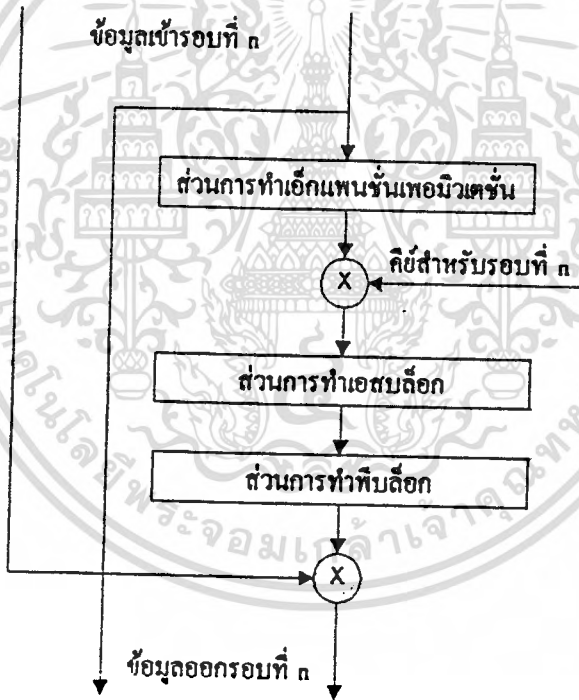 ข้อมูลเข้ารอบที่ n
ส่วนการทำเอ็กแพนชั่นเพอมิวเตชั่น
คีย์สำหรับรอบที่ n
X
ส่วนการทำเอสบล็อก
ส่วนการทำพีบล็อก
X
ข้อมูลออกรอบที่ n